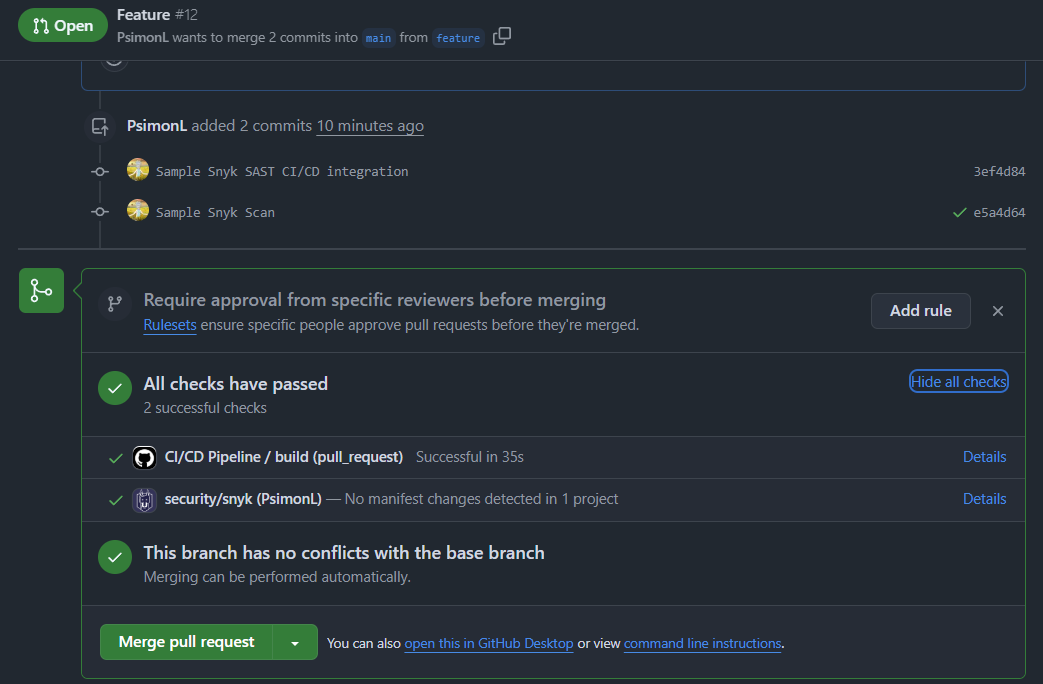 Open
Feature #12
PsimonL wants to merge 2 commits into main from feature
PsimonL added 2 commits 10 minutes ago
Sample Snyk SAST CI/CD integration 3ef4d84
Sample Snyk Scan e5a4d64
Require approval from specific reviewers before merging
Rulesets ensure specific people approve pull requests before they're merged.
Add rule
All checks have passed
2 successful checks
Hide all checks
CI/CD Pipeline / build (pull_request) Successful in 35s Details
security/snyk (PsimonL) — No manifest changes detected in 1 project Details
This branch has no conflicts with the base branch
Merging can be performed automatically.
Merge pull request
You can also open this in GitHub Desktop or view command line instructions.